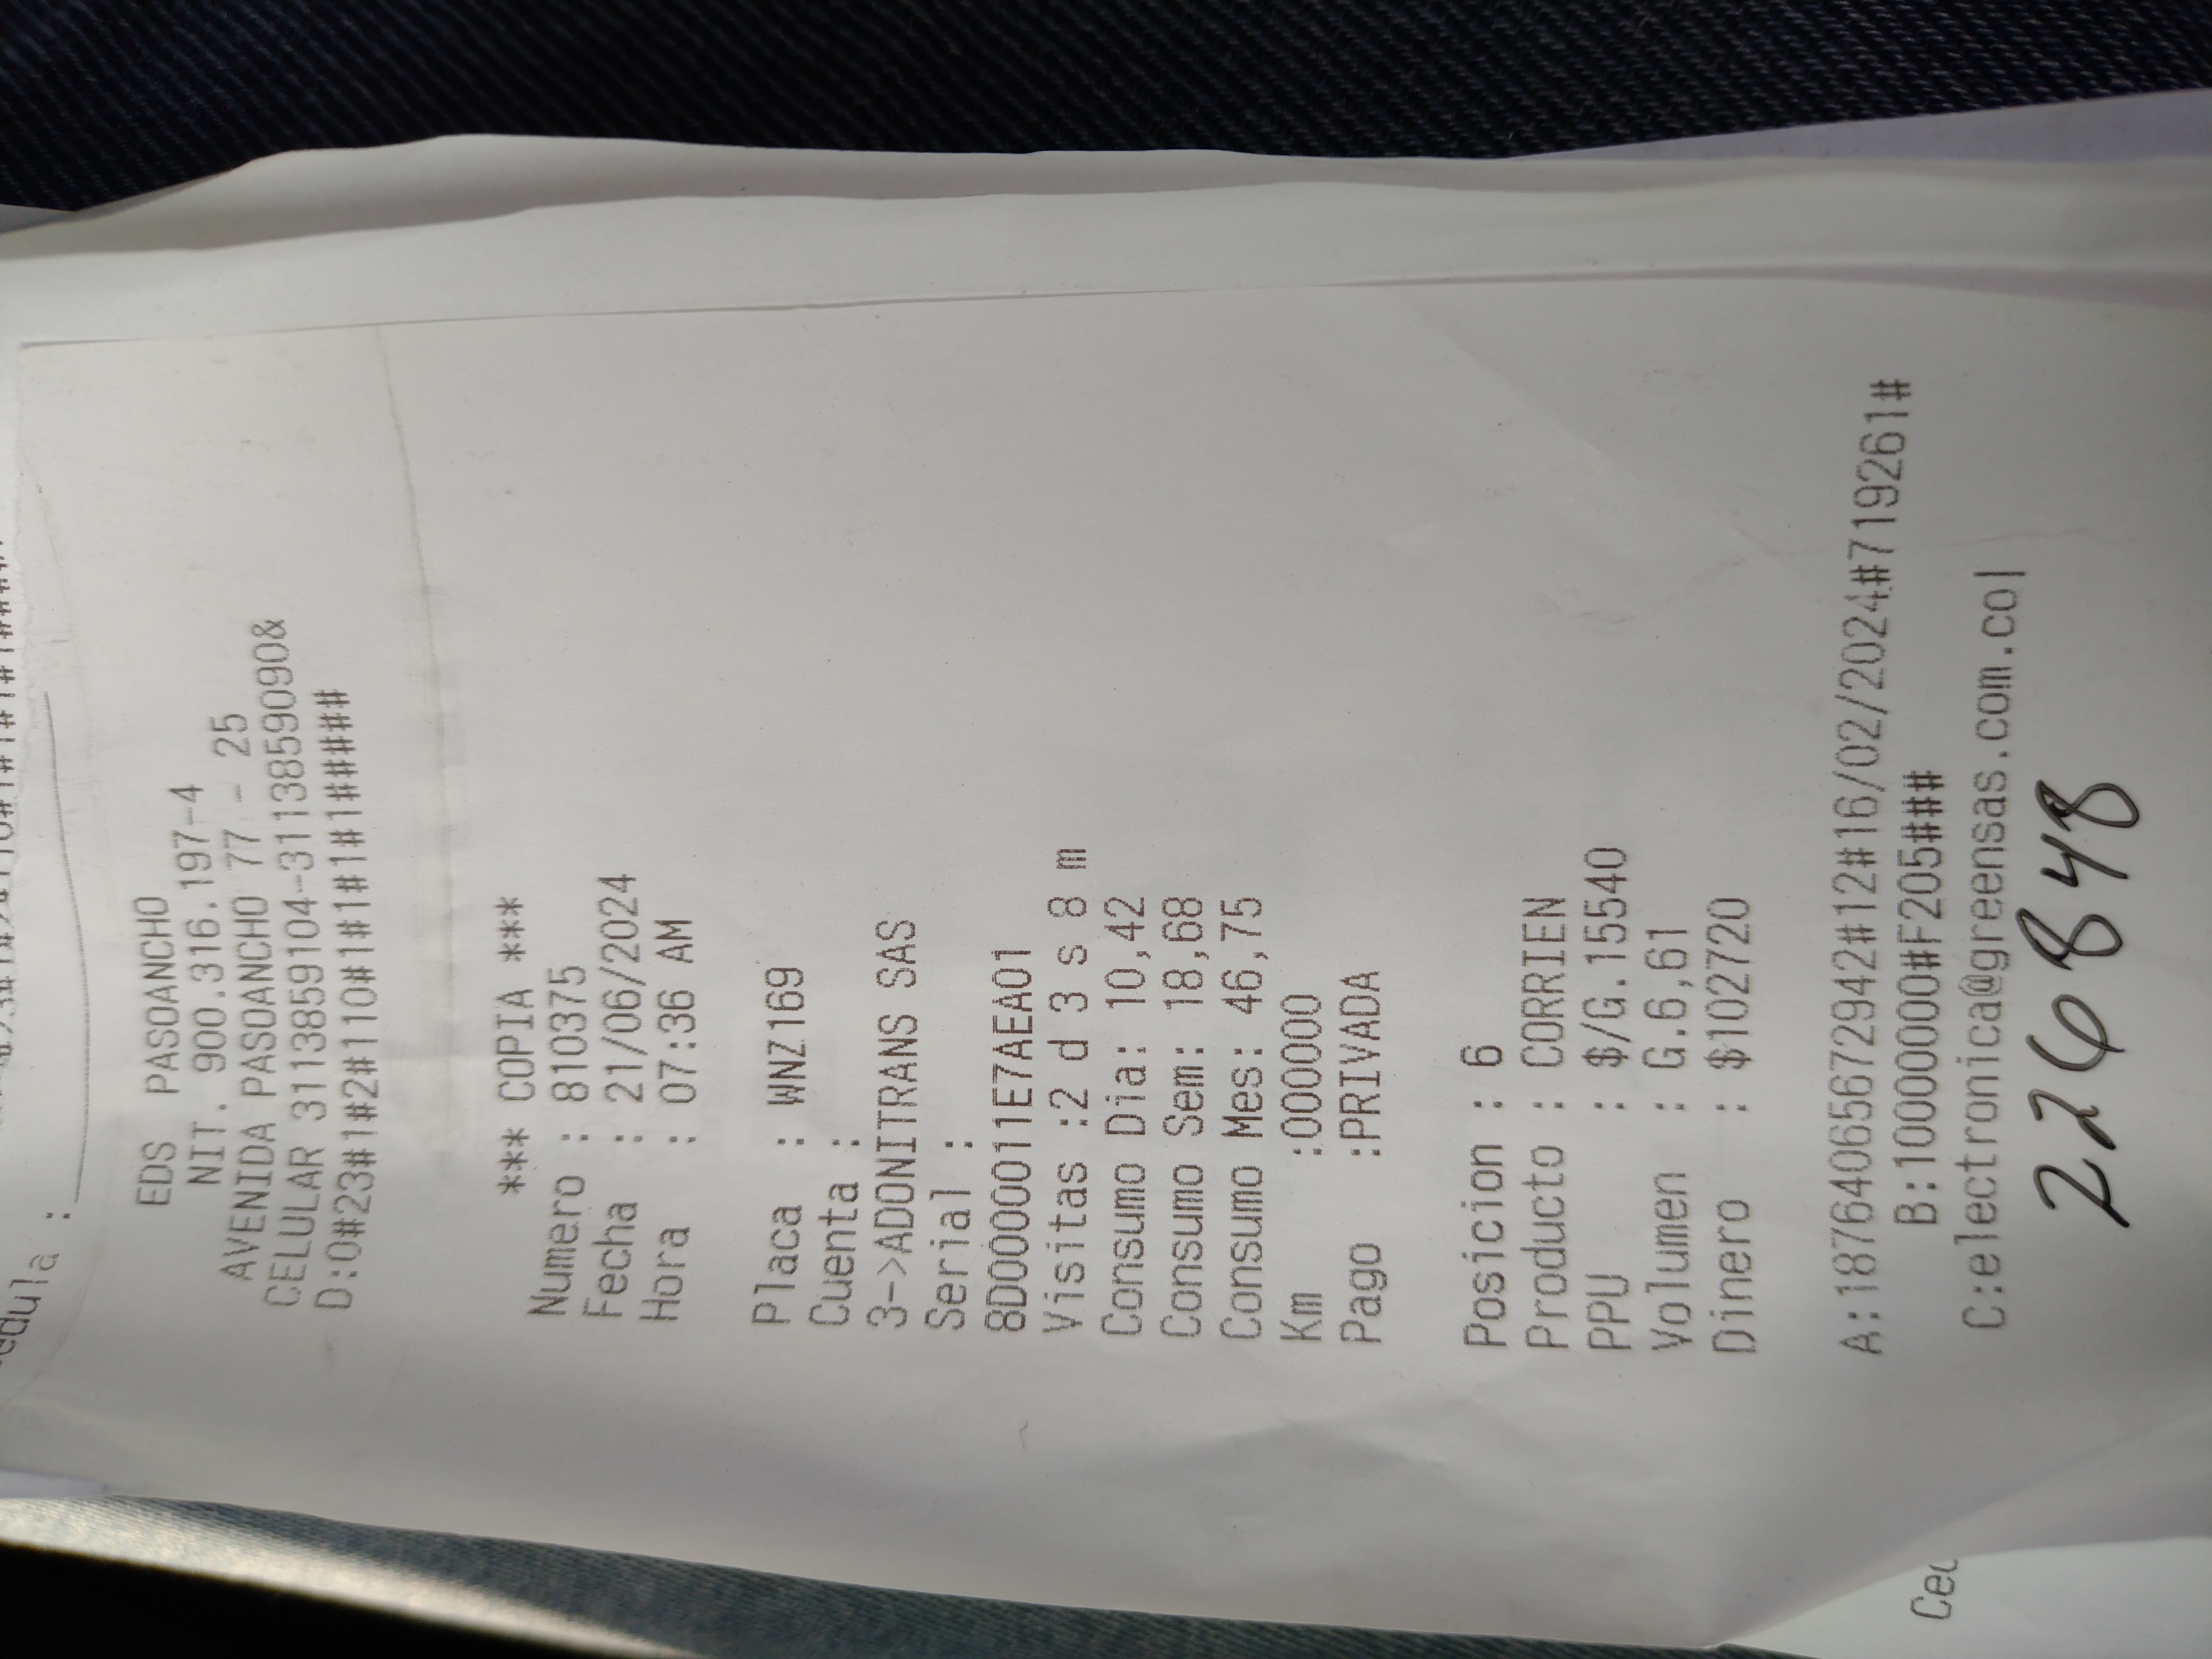 edula :
EDS PASOANCHO
NIT. 900.316.197-4
AVENIDA PASOANCHO 77 - 25
CELULAR 3113859104-3113859090&
D:0#23#1#2#110#1#1#1#1#1#####
*** COPIA ***
Numero : 810375
Fecha : 21/06/2024
Hora : 07:36 AM
Placa : WNZ169
Cuenta :
3->ADONITRANS SAS
Serial :
8D000011E7AEA01
Visitas :2 d 3 s 8 m
Consumo Dia: 10,42
Consumo Sem: 18,68
Consumo Mes: 46,75
Km :000000
Pago :PRIVADA
Posicion : 6
Producto : CORRIEN
PPU : $/G.15540
Volumen : G.6,61
Dinero : $102720
A:18764065672942#12#16/02/2024#719261#
B:1000000#F205###
C:electronica@greensas.com.co|
226848
Ced